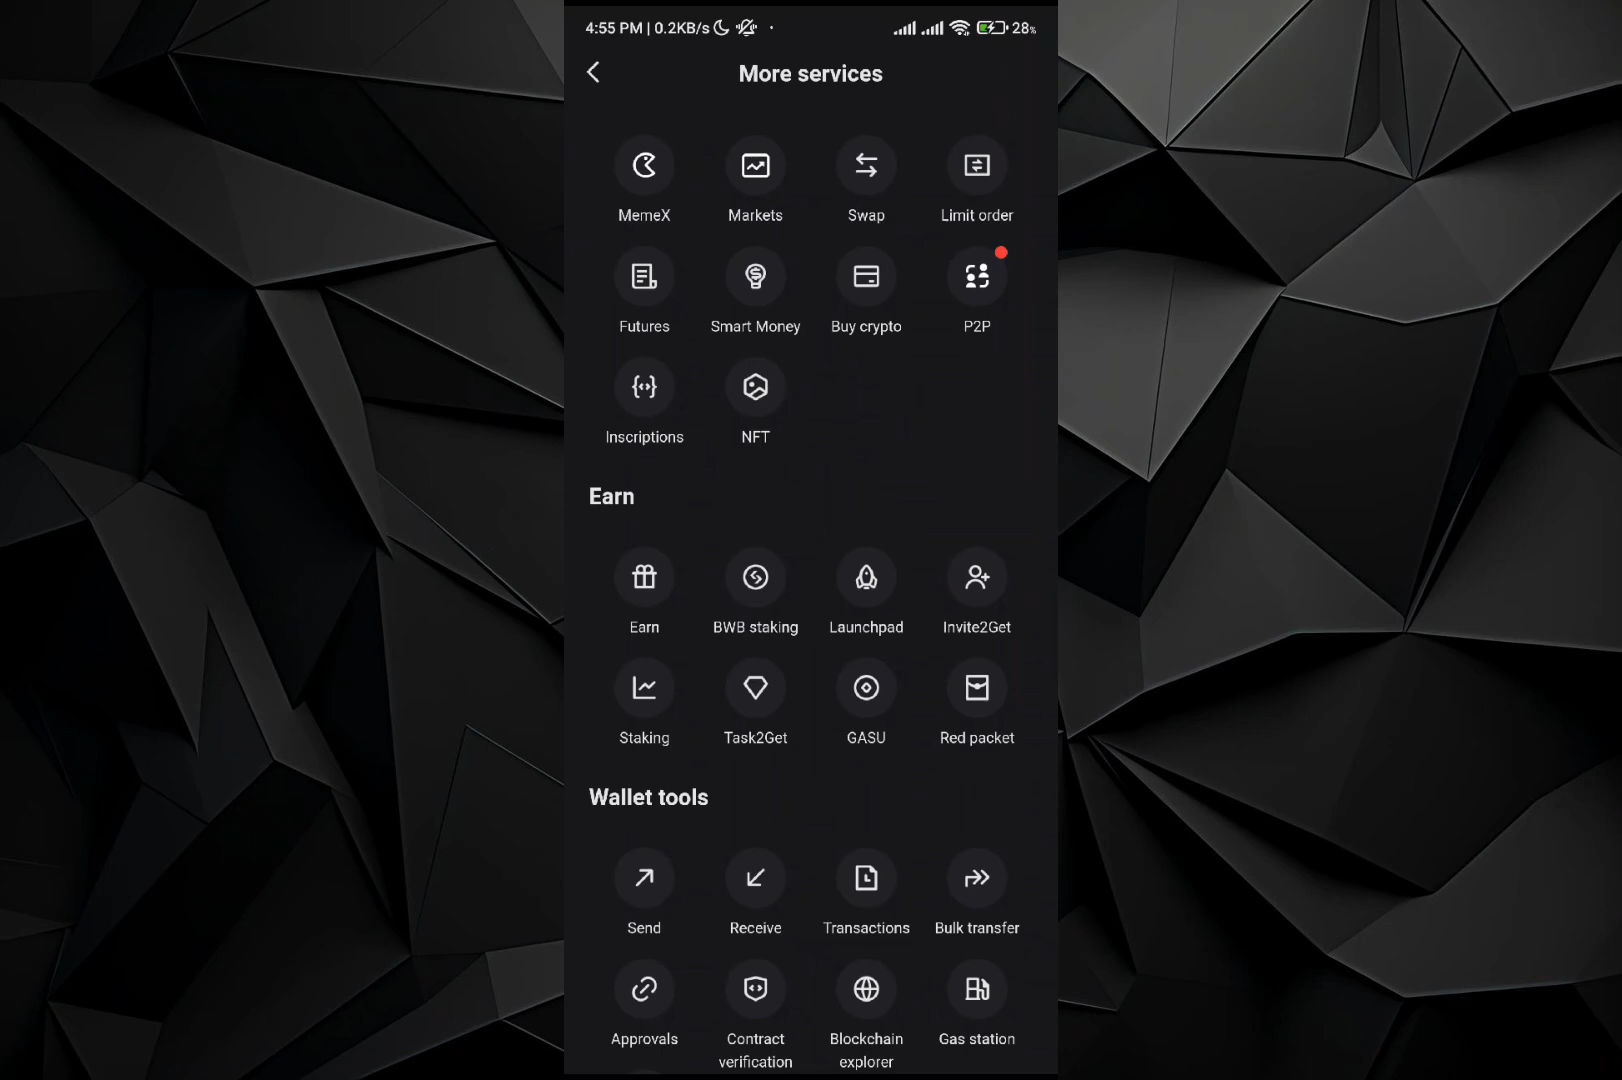 4:55 PM | 0.2KB/s 28%
More services
MemeX Markets Swap Limit order
Futures Smart Money Buy crypto P2P
Inscriptions NFT
Earn
Earn BWB staking Launchpad Invite2Get
Staking Task2Get GASU Red packet
Wallet tools
Send Receive Transactions Bulk transfer
Approvals Contract verification Blockchain explorer Gas station